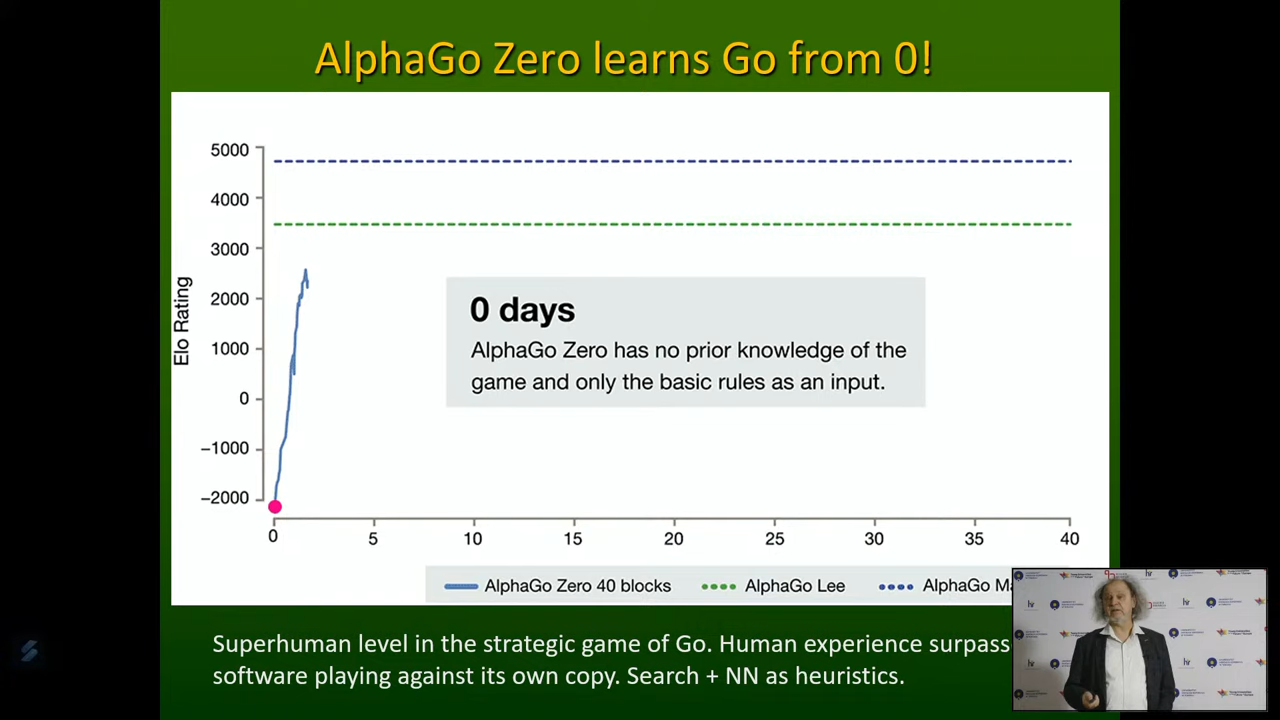 AlphaGo Zero learns Go from 0!
5000
4000
3000
2000
1000
0
−1000
−2000
Elo Rating
0 days
AlphaGo Zero has no prior knowledge of the
game and only the basic rules as an input.
0 5 10 15 20 25 30 35 40
AlphaGo Zero 40 blocks AlphaGo Lee AlphaGo Ma
Superhuman level in the strategic game of Go. Human experience surpass
software playing against its own copy. Search + NN as heuristics.